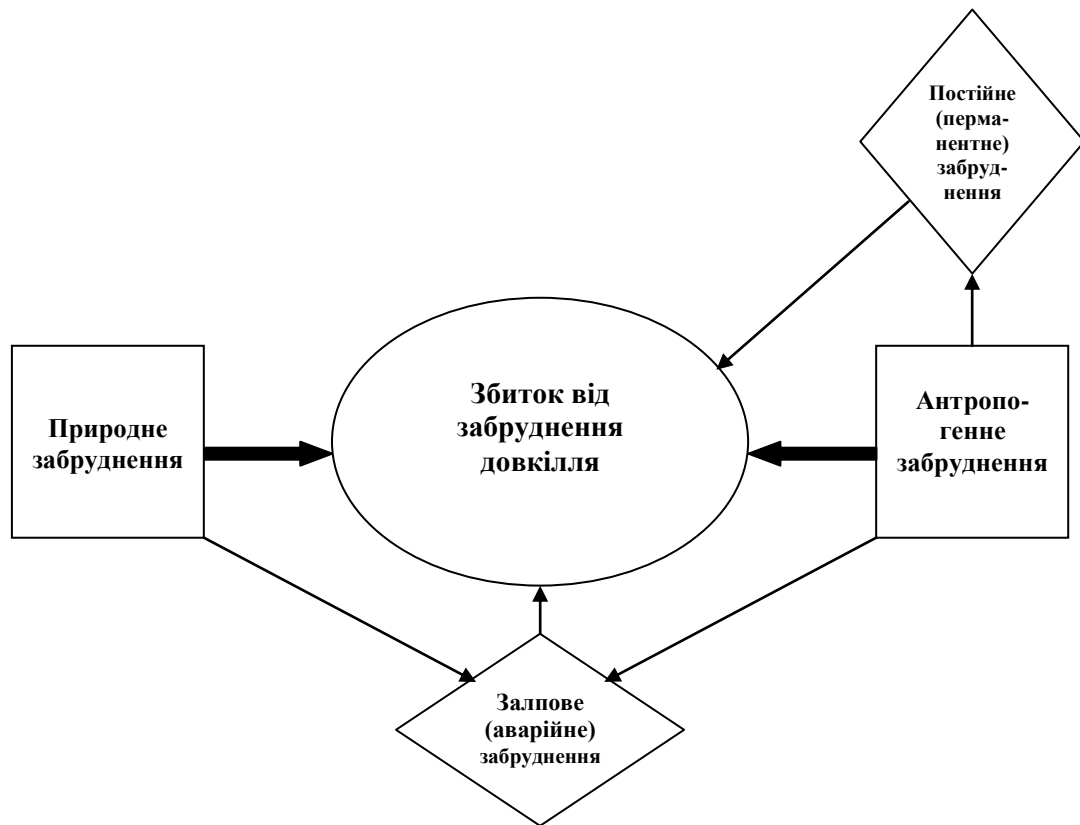 Постійне
(перма-
нентне)
забруд-
нення
Природне
забруднення
Збиток від
забруднення
довкілля
Антропо-
генне
забруднення
Залпове
(аварійне)
забруднення